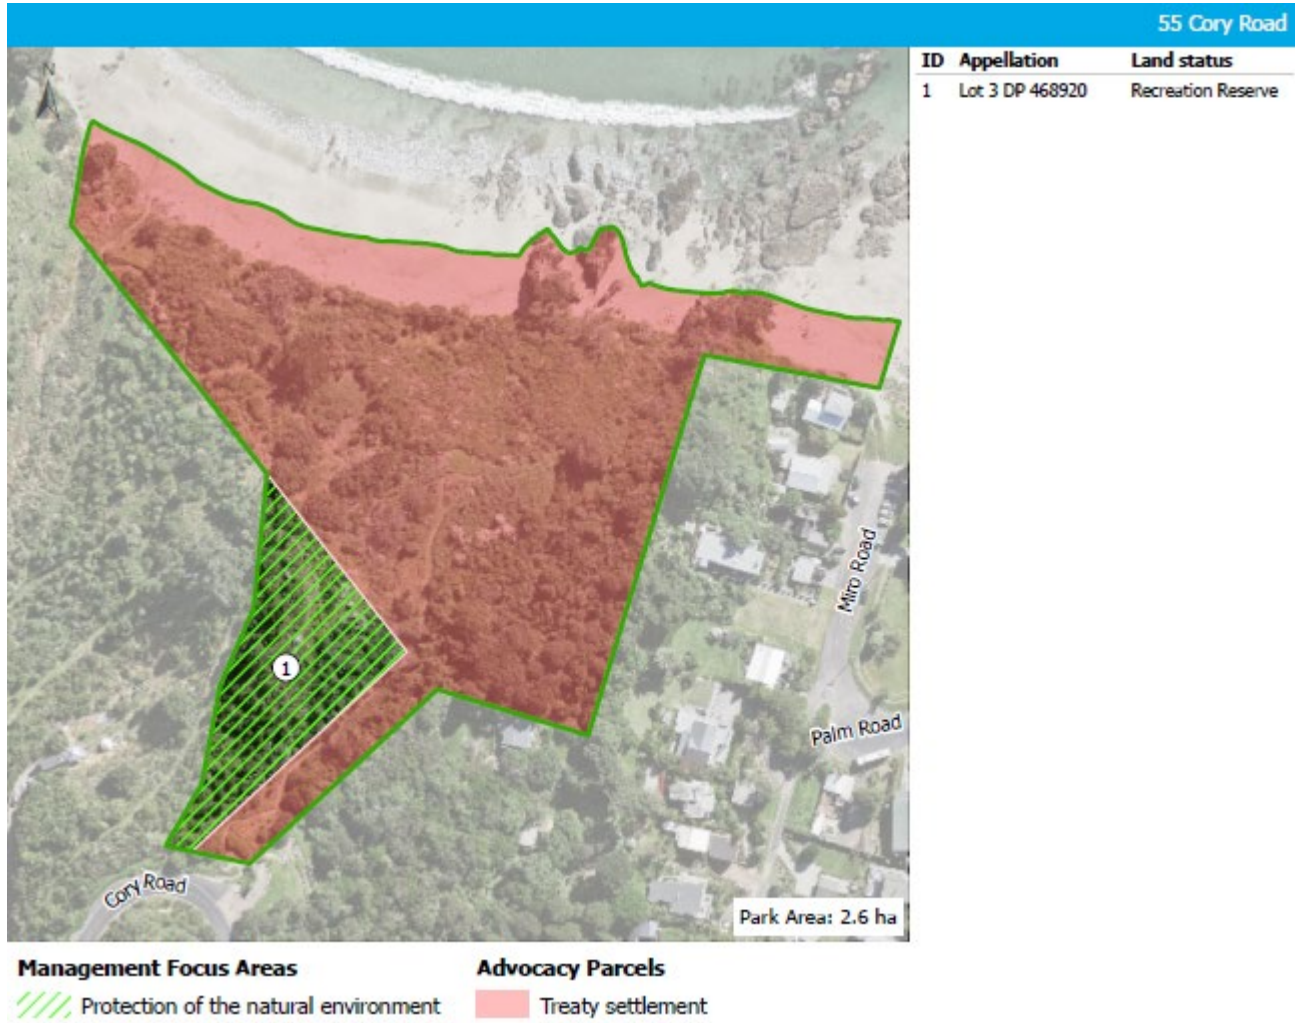 55 Cory Road
ID Appellation Land status
1 Lot 3 DP 468920 Recreation Reserve
N
1
Miro Road
Palm Road
Cory Road
Park Area: 2.6 ha
Management Focus Areas
Protection of the natural environment
Advocacy Parcels
Treaty settlement